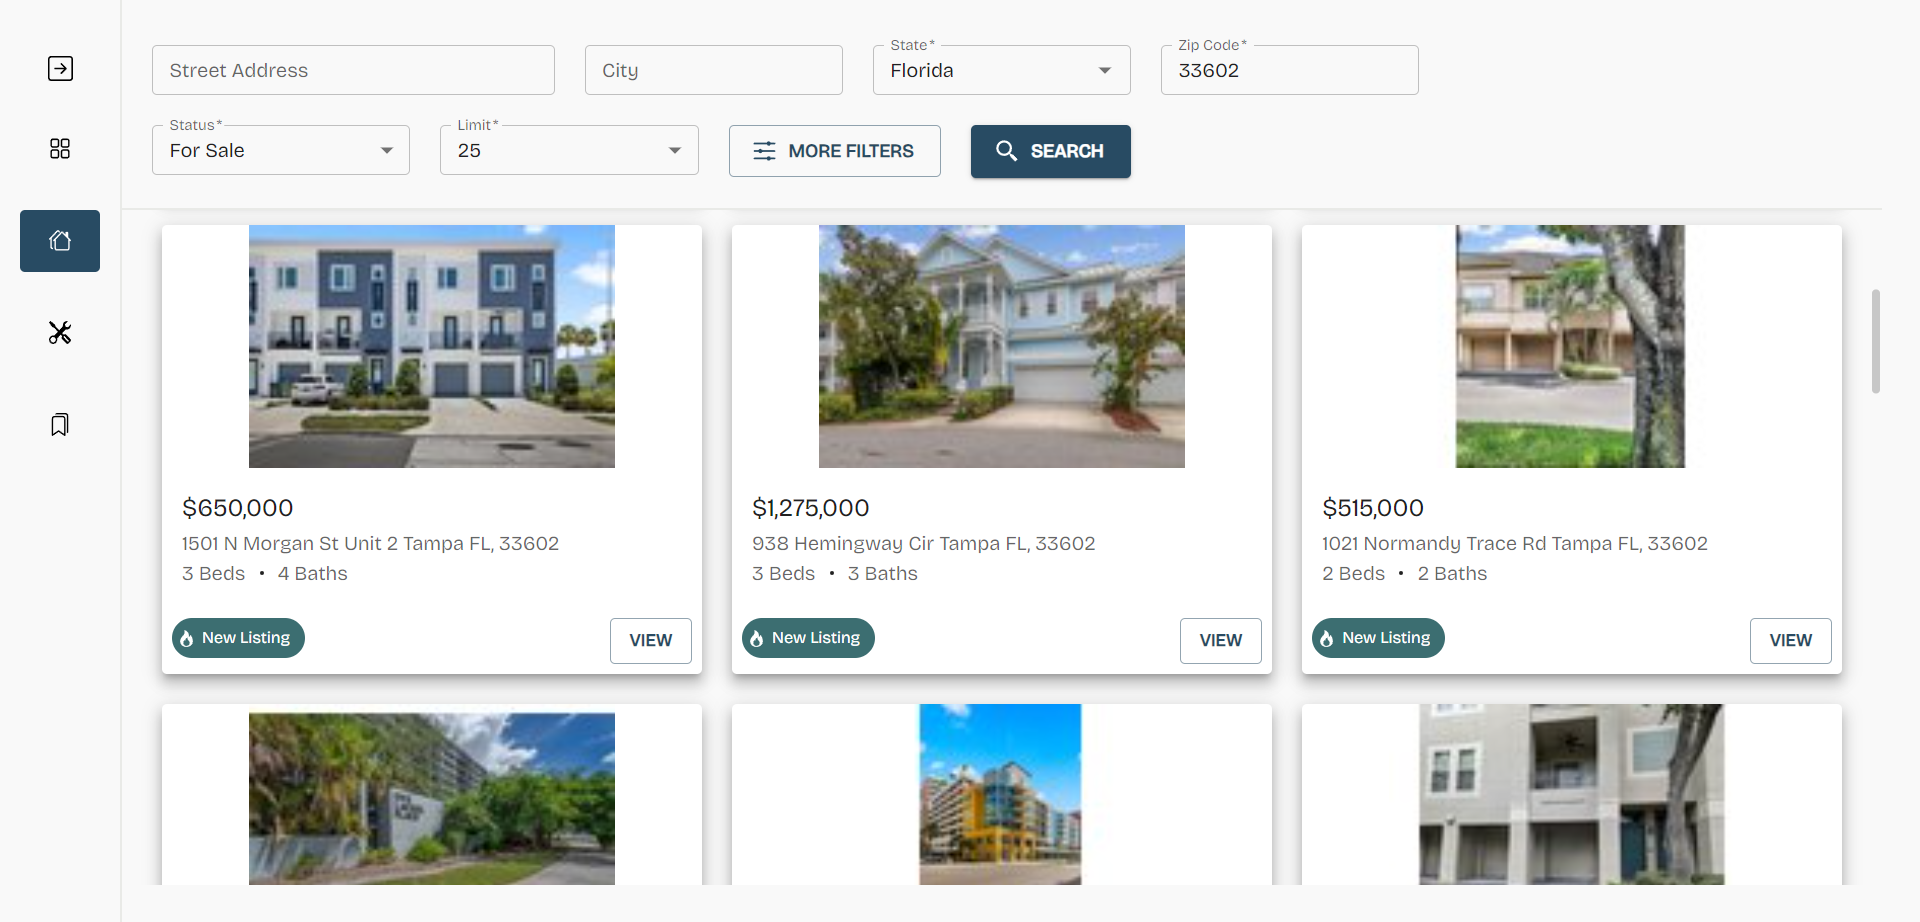 Street Address
City
State*
Florida
Zip Code*
33602
Status*
For Sale
Limit*
25
MORE FILTERS
SEARCH
$650,000
1501 N Morgan St Unit 2 Tampa FL, 33602
3 Beds • 4 Baths
New Listing
VIEW
$1,275,000
938 Hemingway Cir Tampa FL, 33602
3 Beds • 3 Baths
New Listing
VIEW
$515,000
1021 Normandy Trace Rd Tampa FL, 33602
2 Beds • 2 Baths
New Listing
VIEW